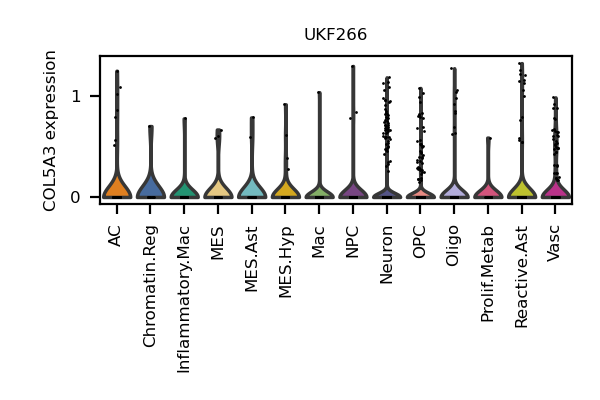 UKF266
COL5A3 expression
1
0
AC
Chromatin.Reg
Inflammatory.Mac
MES
MES.Ast
MES.Hyp
Mac
NPC
Neuron
OPC
Oligo
Prolif.Metab
Reactive.Ast
Vasc